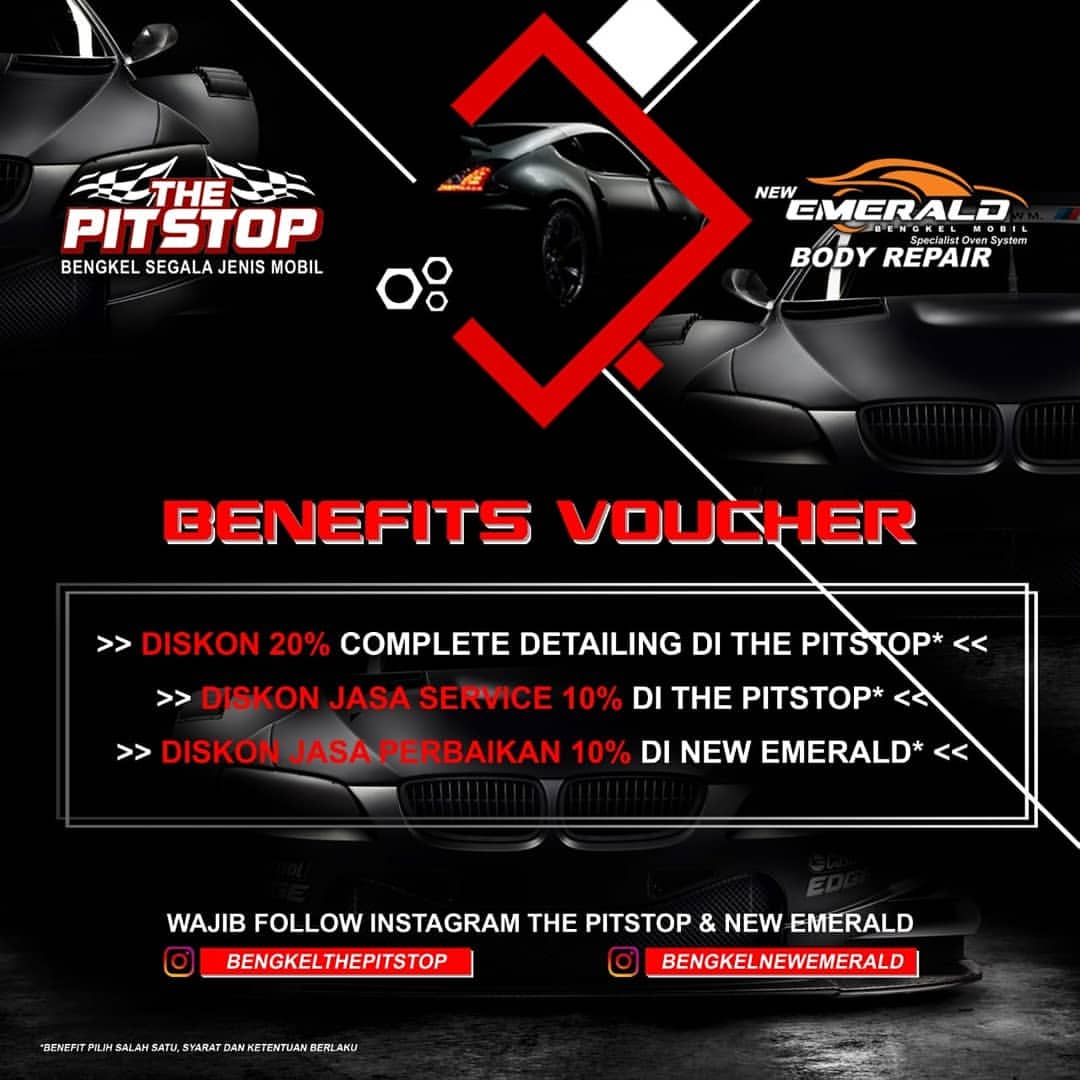 THE
PITSTOP
BENGKEL SEGALA JENIS MOBIL
NEW
EMERALD
BENGKEL MOBIL
Specialist Oven System
BODY REPAIR
BENEFITS VOUCHER
>> DISKON 20% COMPLETE DETAILING DI THE PITSTOP* <<
>> DISKON JASA SERVICE 10% DI THE PITSTOP* <<
>> DISKON JASA PERBAIKAN 10% DI NEW EMERALD* <<
EDGE
WAJIB FOLLOW INSTAGRAM THE PITSTOP & NEW EMERALD
BENGKELTHEPITSTOP
BENGKELNEWEMERALD
*BENEFIT PILIH SALAH SATU, SYARAT DAN KETENTUAN BERLAKU